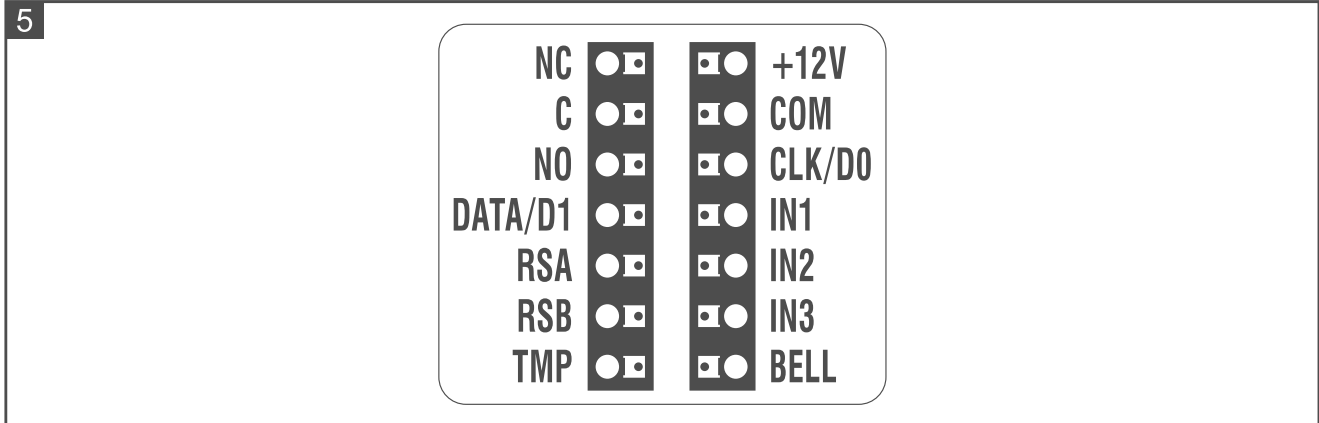 5
NC +12V
C COM
NO CLK/D0
DATA/D1 IN1
RSA IN2
RSB IN3
TMP BELL